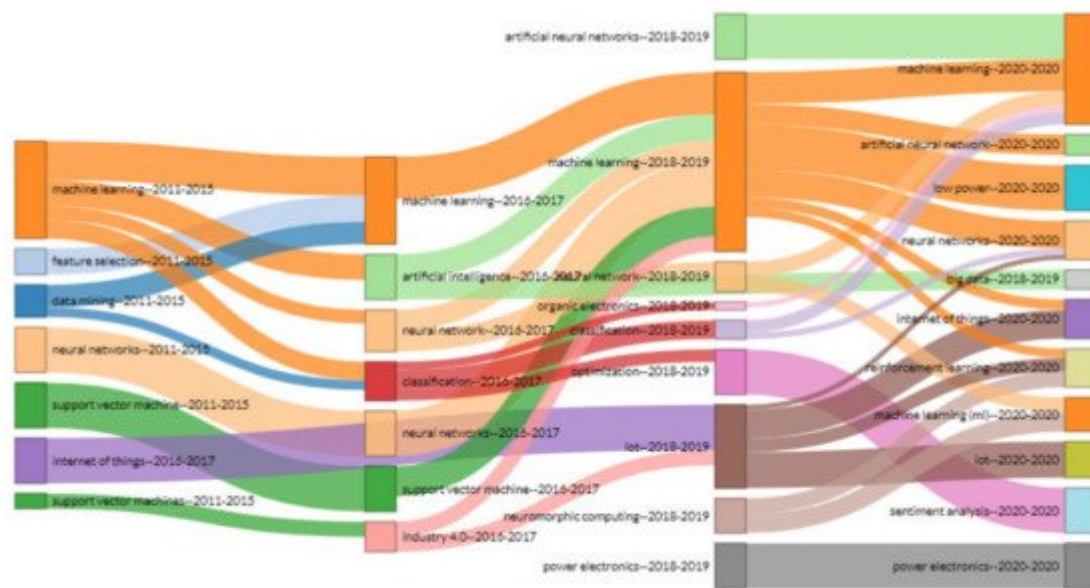 machine learning--2011-2015
feature selection--2011-2015
data mining--2011-2015
neural networks--2011-2015
support vector machine--2011-2015
internet of things--2016-2017
support vector machines--2011-2015
machine learning--2016-2017
artificial intelligence--2016-2017
neural network--2016-2017
classification--2016-2017
neural networks--2016-2017
support vector machine--2016-2017
industry 4.0--2016-2017
artificial neural networks--2018-2019
machine learning--2018-2019
neural network--2018-2019
organic electronics--2018-2019
classification--2018-2019
optimization--2018-2019
iot--2018-2019
neuromorphic computing--2018-2019
power electronics--2018-2019
machine learning--2020-2020
artificial neural network--2020-2020
low power--2020-2020
neural networks--2020-2020
big data--2018-2019
internet of things--2020-2020
reinforcement learning--2020-2020
machine learning (ml)--2020-2020
iot--2020-2020
sentiment analysis--2020-2020
power electronics--2020-2020